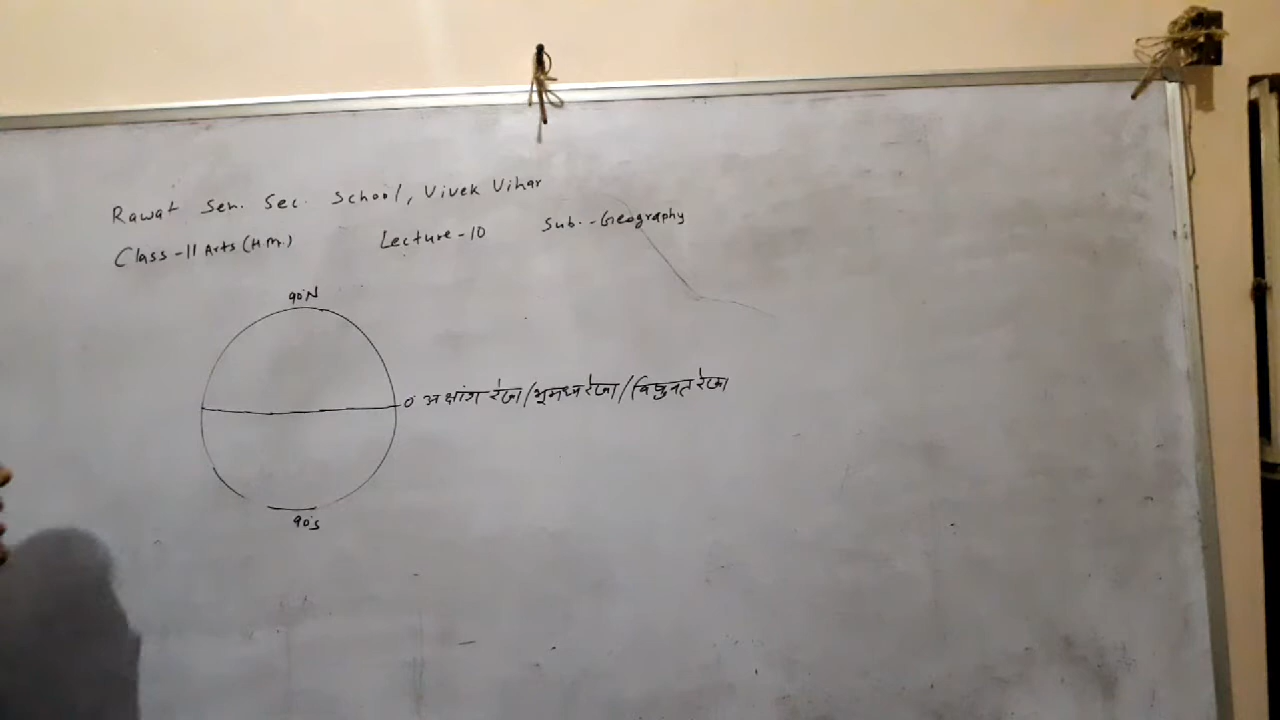 Rawat Sen. Sec. School, Vivek Vihar
Class-11 Arts (H.M.) Lecture-10 Sub.-Geography
90°N
0° अक्षांश रेखा/भूमध्य रेखा/विषुवत रेखा
90°S